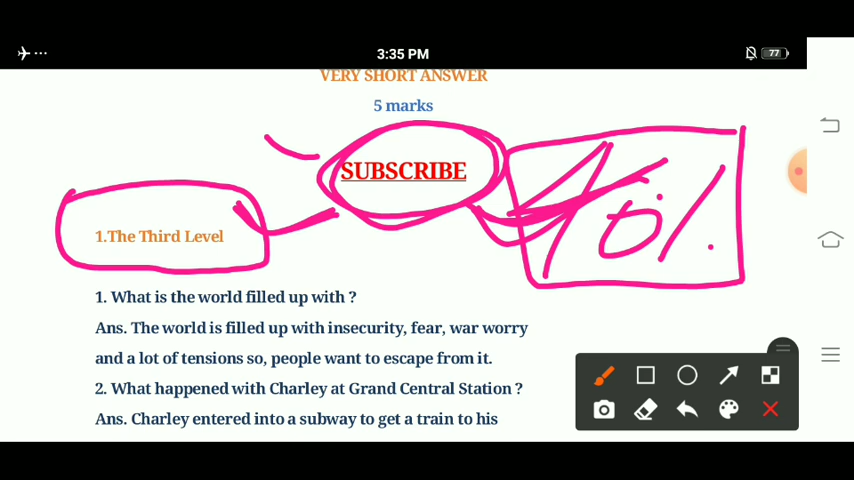 3:35 PM
77
VERY SHORT ANSWER
5 marks
SUBSCRIBE
1.The Third Level
1. What is the world filled up with ?
Ans. The world is filled up with insecurity, fear, war worry
and a lot of tensions so, people want to escape from it.
2. What happened with Charley at Grand Central Station ?
Ans. Charley entered into a subway to get a train to his